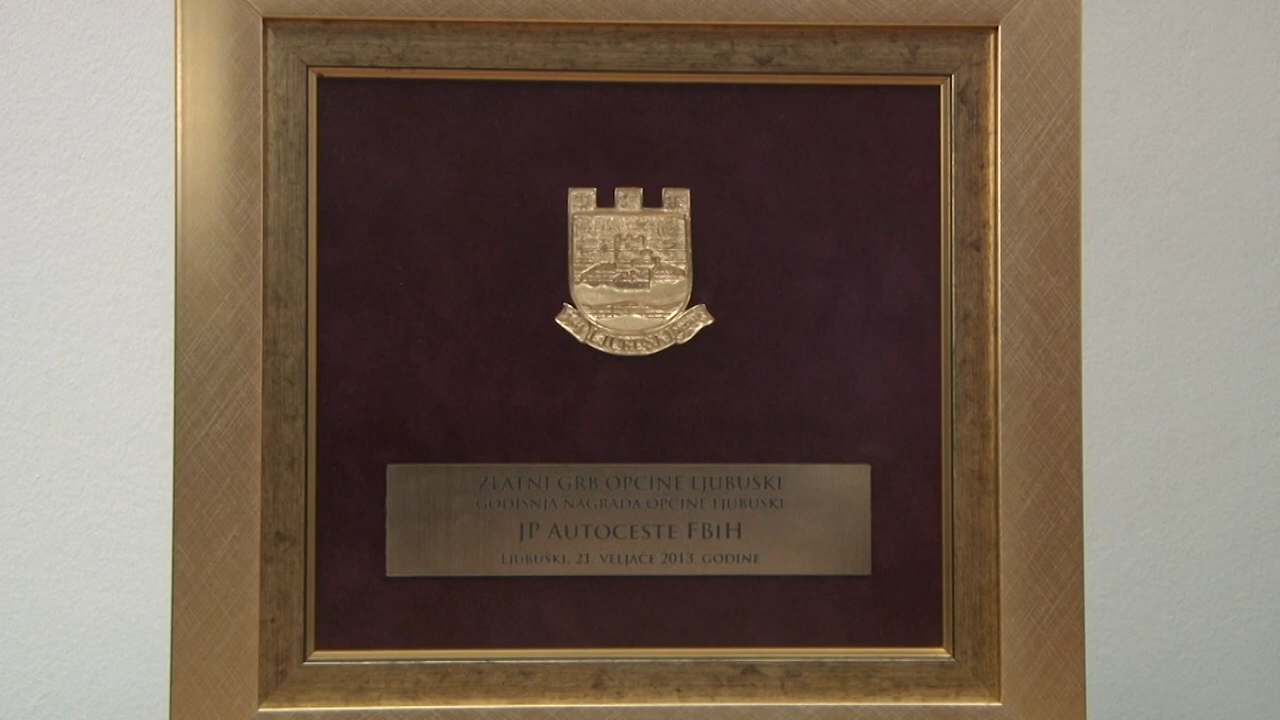 LJUBUŠKI
ZLATNI GRB OPĆINE LJUBUŠKI
GODIŠNJA NAGRADA OPĆINE LJUBUŠKI
JP AUTOCESTE FBIH
LJUBUŠKI, 21. VELJAČE 2013. GODINE